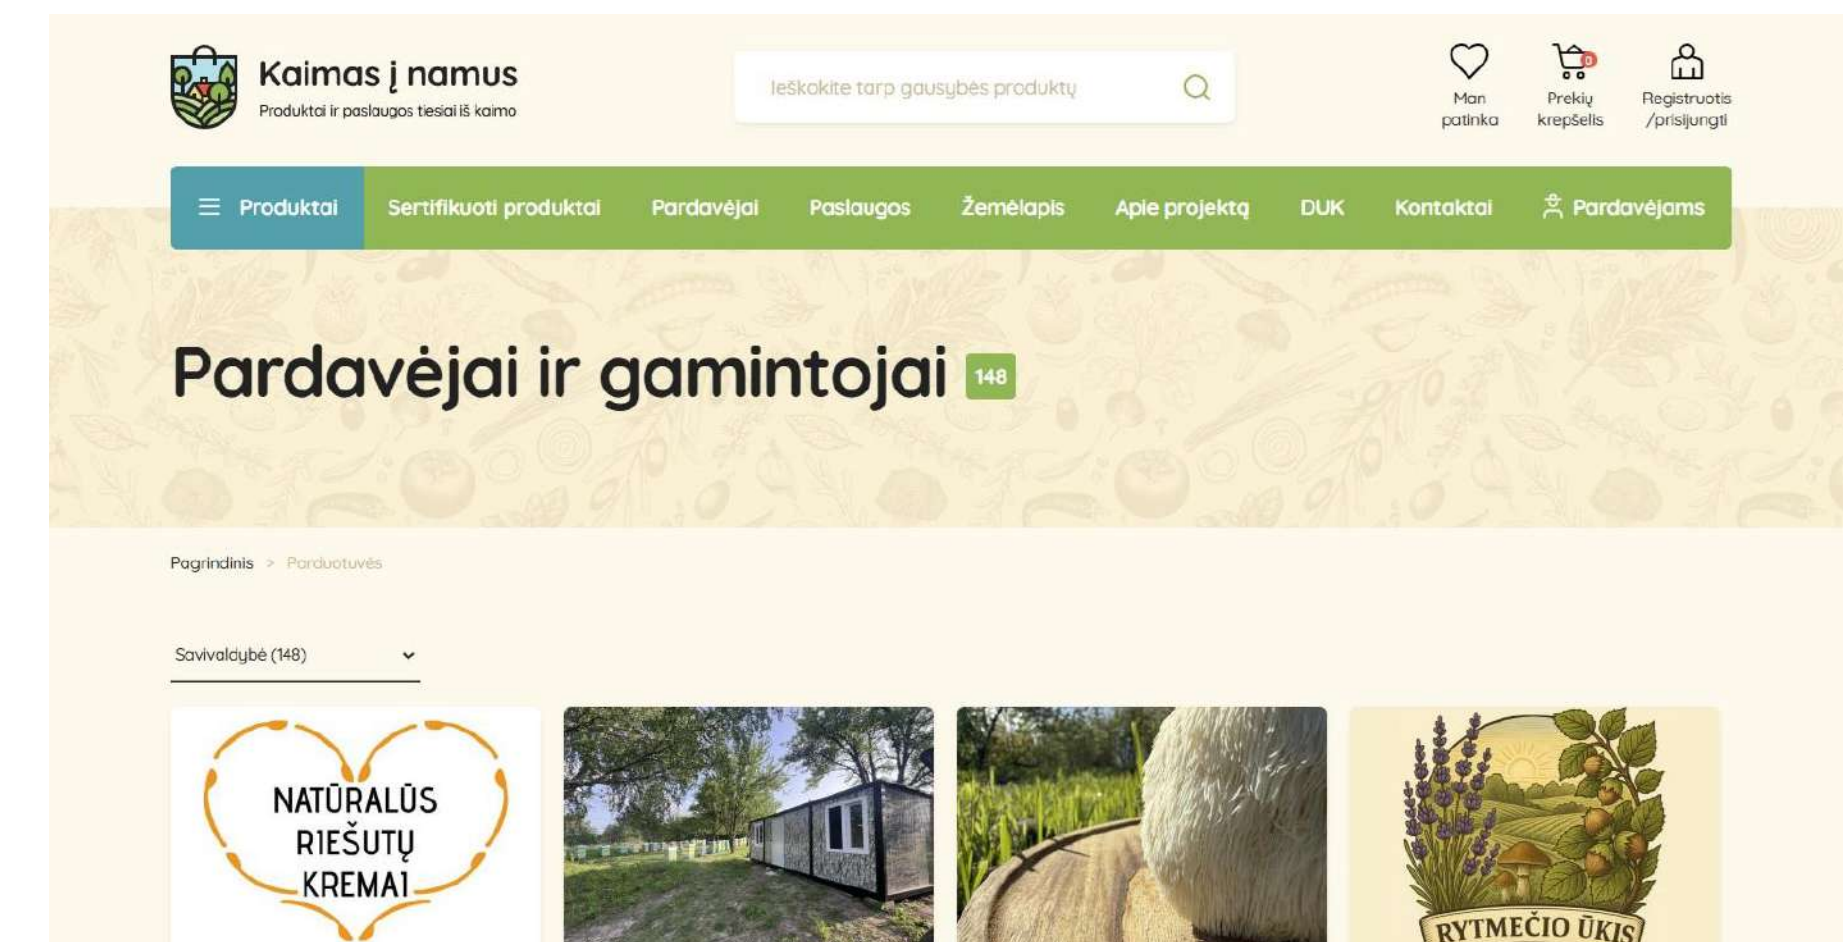 Kaimas į namus
Produktai ir paslaugos tiesiai iš kaimo
Ieškokite tarp gausybės produktų
Man
patinka
0
Prekių
krepšelis
Registruotis
/prisijungti
Produktai
Sertifikuoti produktai
Pardavėjai
Paslaugos
Žemėlapis
Apie projektą
DUK
Kontaktai
Pardavėjams
Pardavėjai ir gamintojai 148
Pagrindinis > Parduotuvės
Savivaldybė (148)
NATŪRALŪS
RIEŠUTŲ
KREMAI
RYTMEČIO ŪKIS